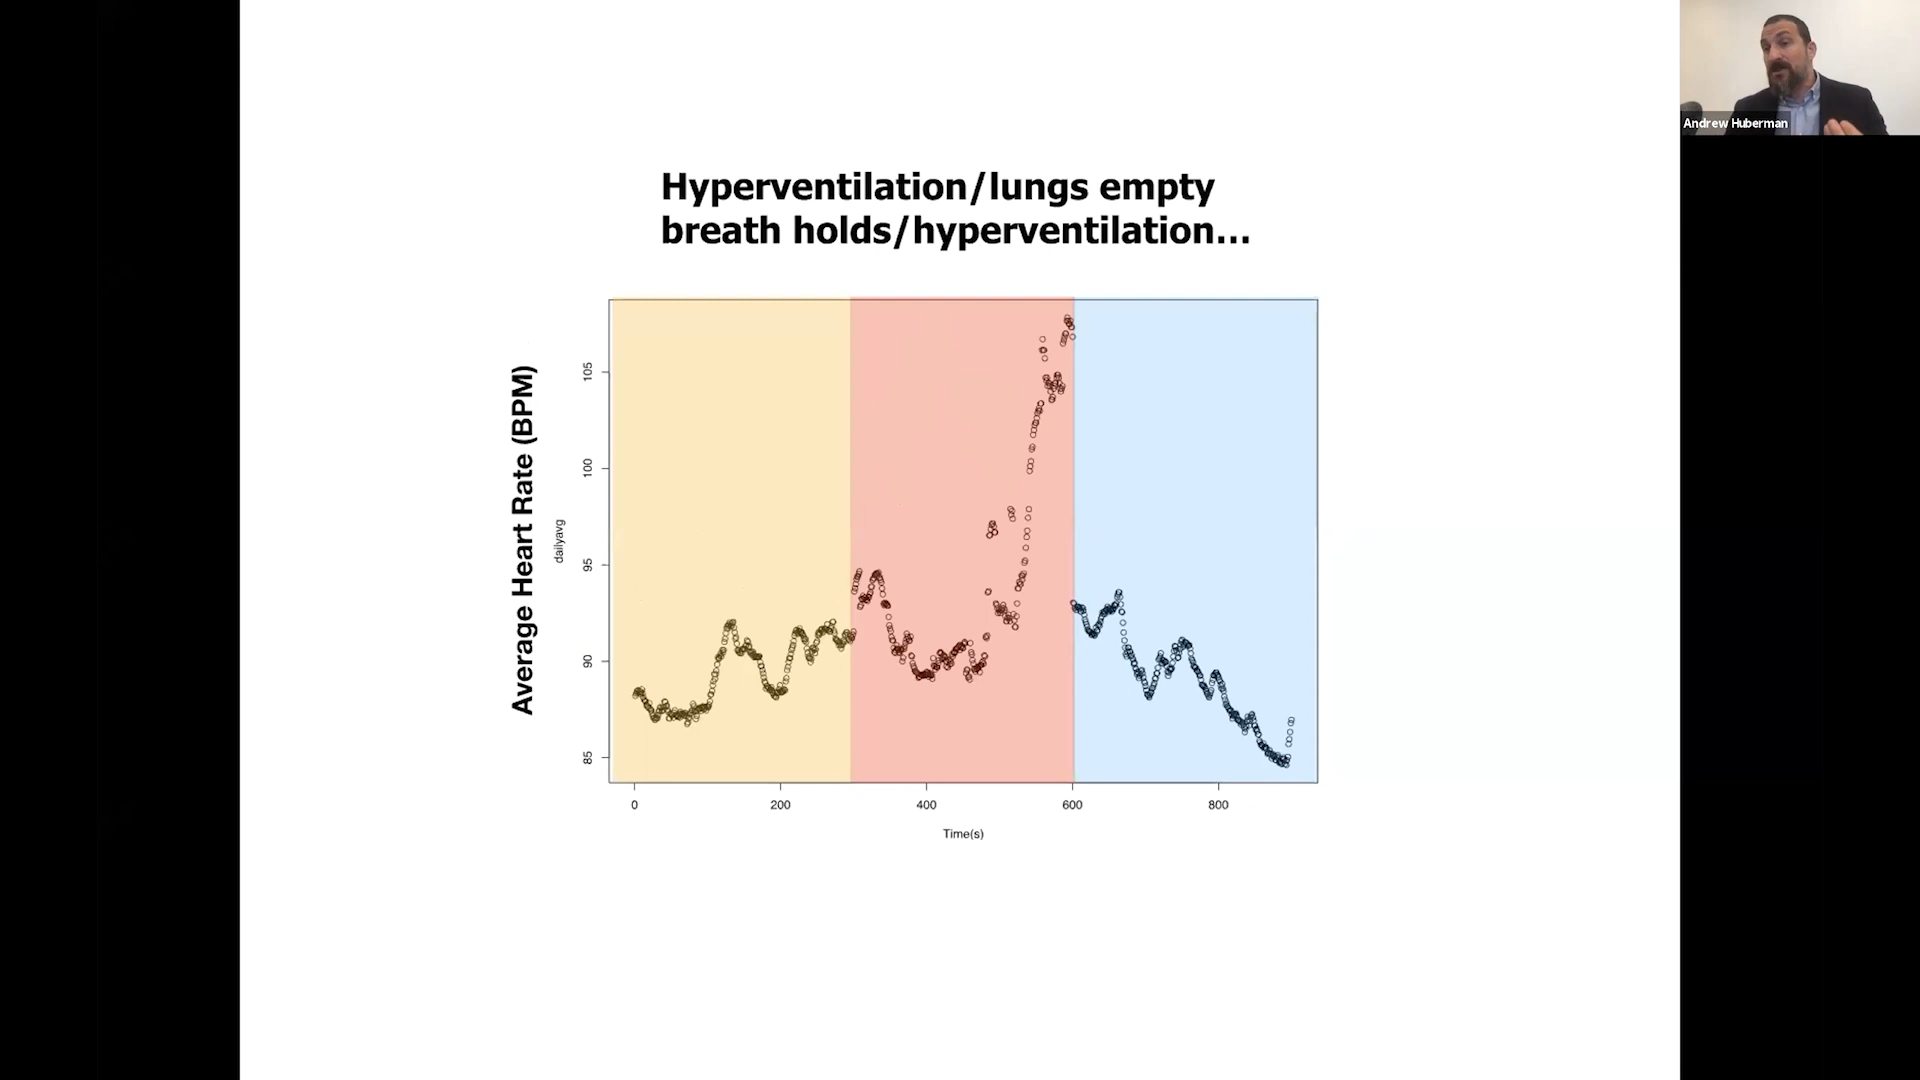 Andrew Huberman
Hyperventilation/lungs empty
breath holds/hyperventilation...
Average Heart Rate (BPM)
dailyavg
105
100
95
90
85
0 200 400 600 800
Time(s)